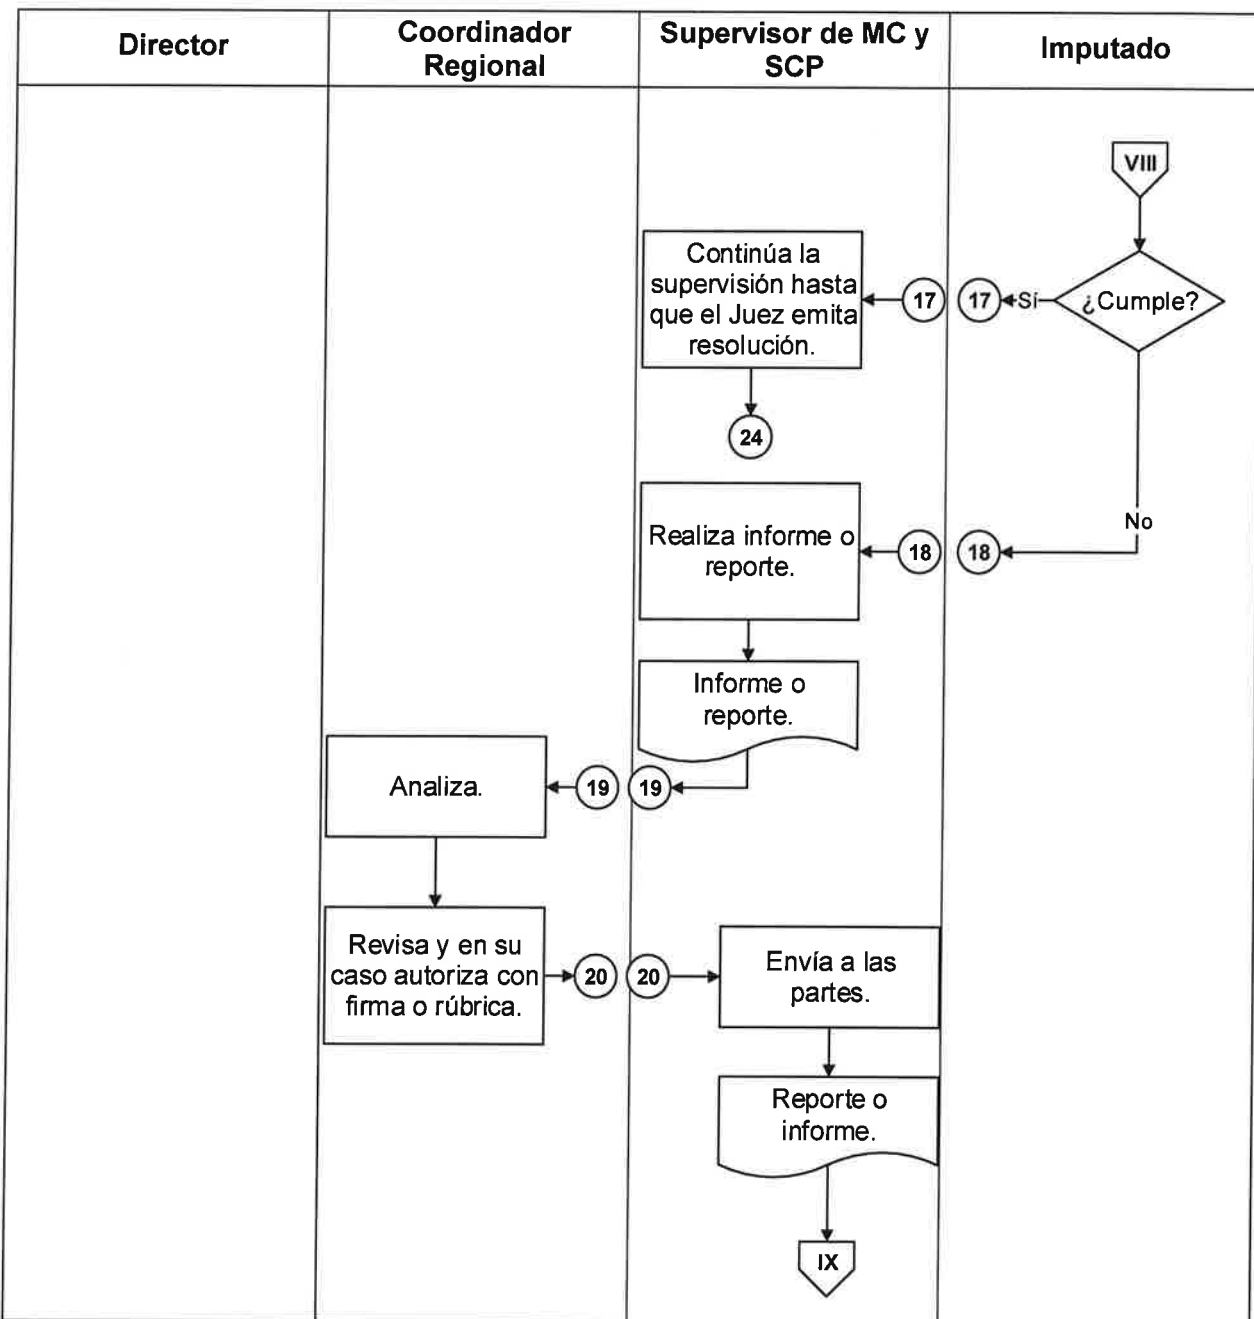 Director
Coordinador
Regional
Supervisor de MC y
SCP
Imputado
VIII
Continúa la
supervisión hasta
que el Juez emita
resolución.
17
17
Sí
¿Cumple?
24
No
Realiza informe o
reporte.
18
18
Informe o
reporte.
Analiza.
19
19
Revisa y en su
caso autoriza con
firma o rúbrica.
20
20
Envía a las
partes.
Reporte o
informe.
IX